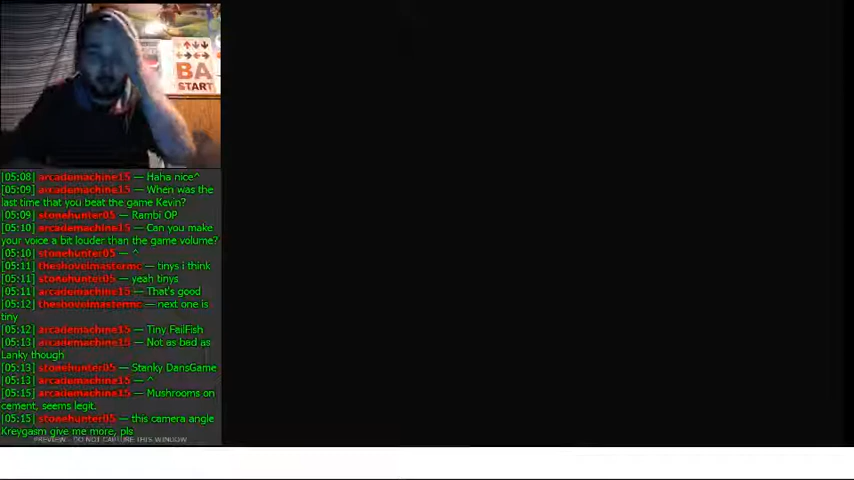 BA
START
[05:08] arcademachine15 — Haha nice^
[05:09] arcademachine15 — When was the
last time that you beat the game Kevin?
[05:09] stonehunter05 — Rambi OP
[05:10] arcademachine15 — Can you make
your voice a bit louder than the game volume?
[05:10] stonehunter05 — ^
[05:11] theshovelmastermc — tinys i think
[05:11] stonehunter05 — yeah tinys
[05:11] arcademachine15 — That's good
[05:12] theshovelmastermc — next one is
tiny
[05:12] arcademachine15 — Tiny FailFish
[05:13] arcademachine15 — Not as bad as
Lanky though
[05:13] stonehunter05 — Stanky DansGame
[05:13] arcademachine15 — ^
[05:15] arcademachine15 — Mushrooms on
cement, seems legit.
[05:15] stonehunter05 — this camera angle
Kreygasm give me more, pls
PREVIEW - DO NOT CAPTURE THIS WINDOW